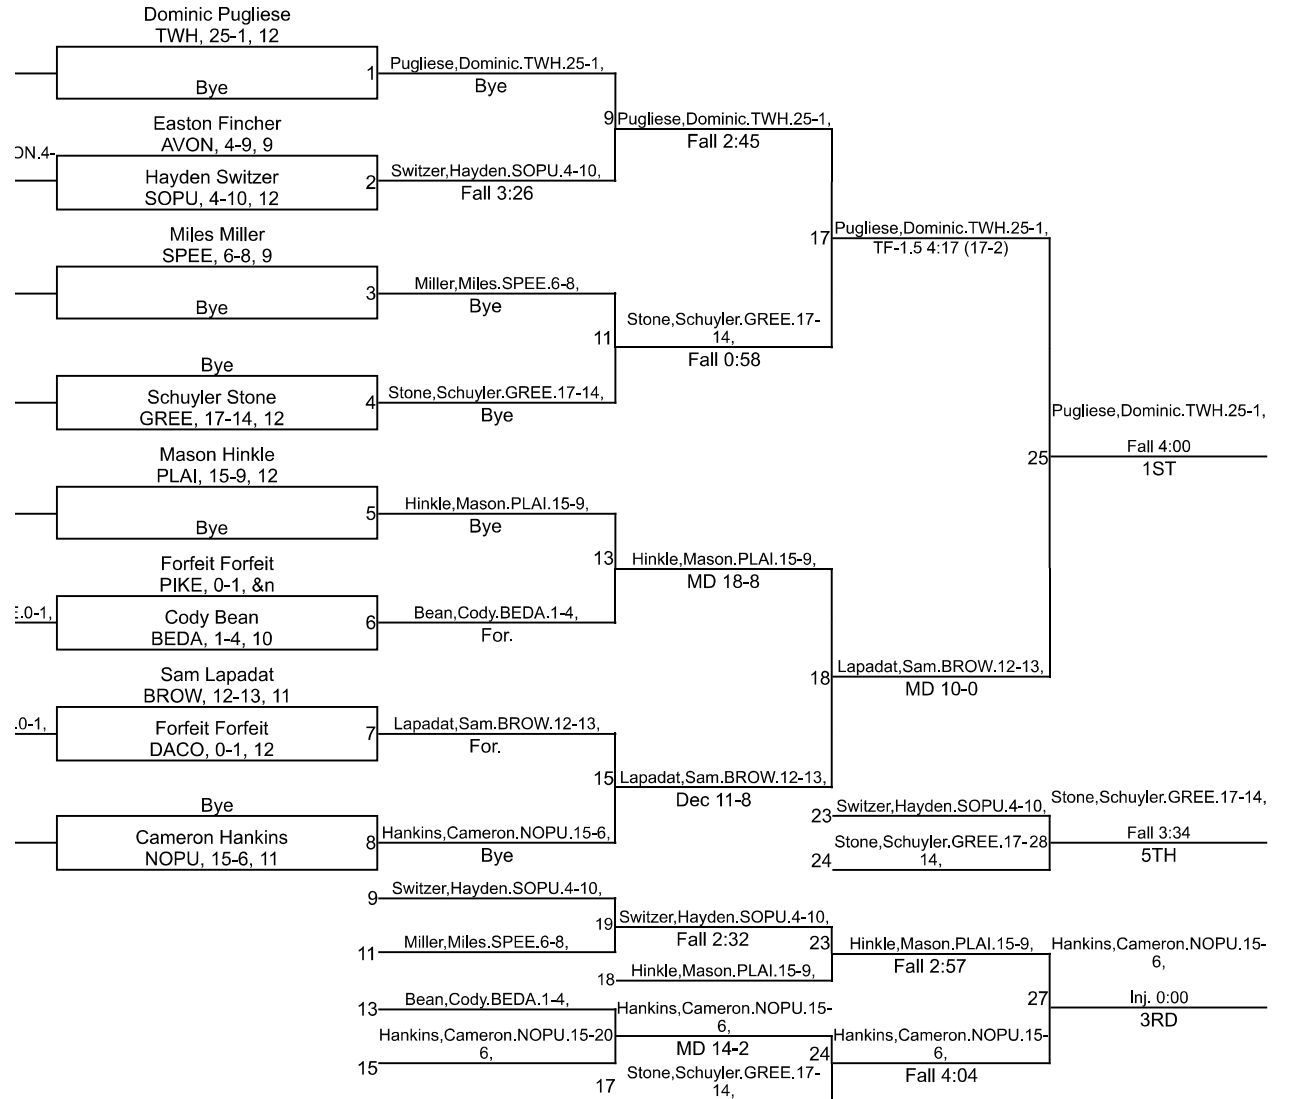 Dominic Pugliese
TWH, 25-1, 12
Pugliese,Dominic.TWH.25-1,
1
Bye
Bye
Easton Fincher
AVON, 4-9, 9
9
Pugliese,Dominic.TWH.25-1,
Fall 2:45
ON.4-
Hayden Switzer
SOPU, 4-10, 12
2
Switzer,Hayden.SOPU.4-10,
Fall 3:26
Miles Miller
SPEE, 6-8, 9
17
Pugliese,Dominic.TWH.25-1,
TF-1.5 4:17 (17-2)
Miller,Miles.SPEE.6-8,
3
Bye
Bye
Stone,Schuyler.GREE.17-
14,
11
Fall 0:58
Bye
Schuyler Stone
GREE, 17-14, 12
4
Stone,Schuyler.GREE.17-14,
Bye
Pugliese,Dominic.TWH.25-1,
Fall 4:00
25
1ST
Mason Hinkle
PLAI, 15-9, 12
Hinkle,Mason.PLAI.15-9,
5
Bye
Bye
Forfeit Forfeit
PIKE, 0-1, &n
13
Hinkle,Mason.PLAI.15-9,
MD 18-8
E.0-1,
Cody Bean
BEDA, 1-4, 10
6
Bean,Cody.BEDA.1-4,
For.
Sam Lapadat
BROW, 12-13, 11
18
Lapadat,Sam.BROW.12-13,
MD 10-0
.0-1,
Forfeit Forfeit
DACO, 0-1, 12
7
Lapadat,Sam.BROW.12-13,
For.
15
Lapadat,Sam.BROW.12-13,
Dec 11-8
Bye
Cameron Hankins
NOPU, 15-6, 11
8
Hankins,Cameron.NOPU.15-6,
Bye
23
Switzer,Hayden.SOPU.4-10,
Stone,Schuyler.GREE.17-14,
Stone,Schuyler.GREE.17-28
14,
24
Fall 3:34
5TH
9
Switzer,Hayden.SOPU.4-10,
19
Switzer,Hayden.SOPU.4-10,
Fall 2:32
11
Miller,Miles.SPEE.6-8,
23
Hinkle,Mason.PLAI.15-9,
Fall 2:57
Hankins,Cameron.NOPU.15-
6,
18
Hinkle,Mason.PLAI.15-9,
27
Inj. 0:00
3RD
13
Bean,Cody.BEDA.1-4,
Hankins,Cameron.NOPU.15-
6,
Hankins,Cameron.NOPU.15-20
6,
15
MD 14-2
24
Hankins,Cameron.NOPU.15-
6,
Fall 4:04
17
Stone,Schuyler.GREE.17-
14,